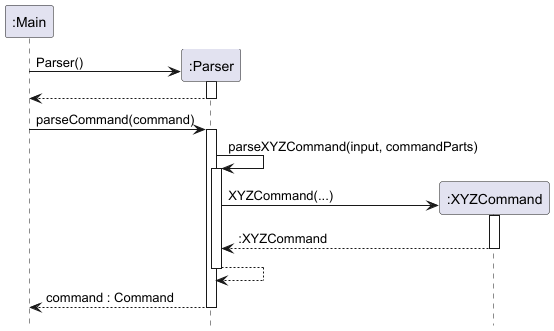 :Main
Parser()
:Parser
parseCommand(command)
parseXYZCommand(input, commandParts)
XYZCommand(...)
:XYZCommand
:XYZCommand
command : Command